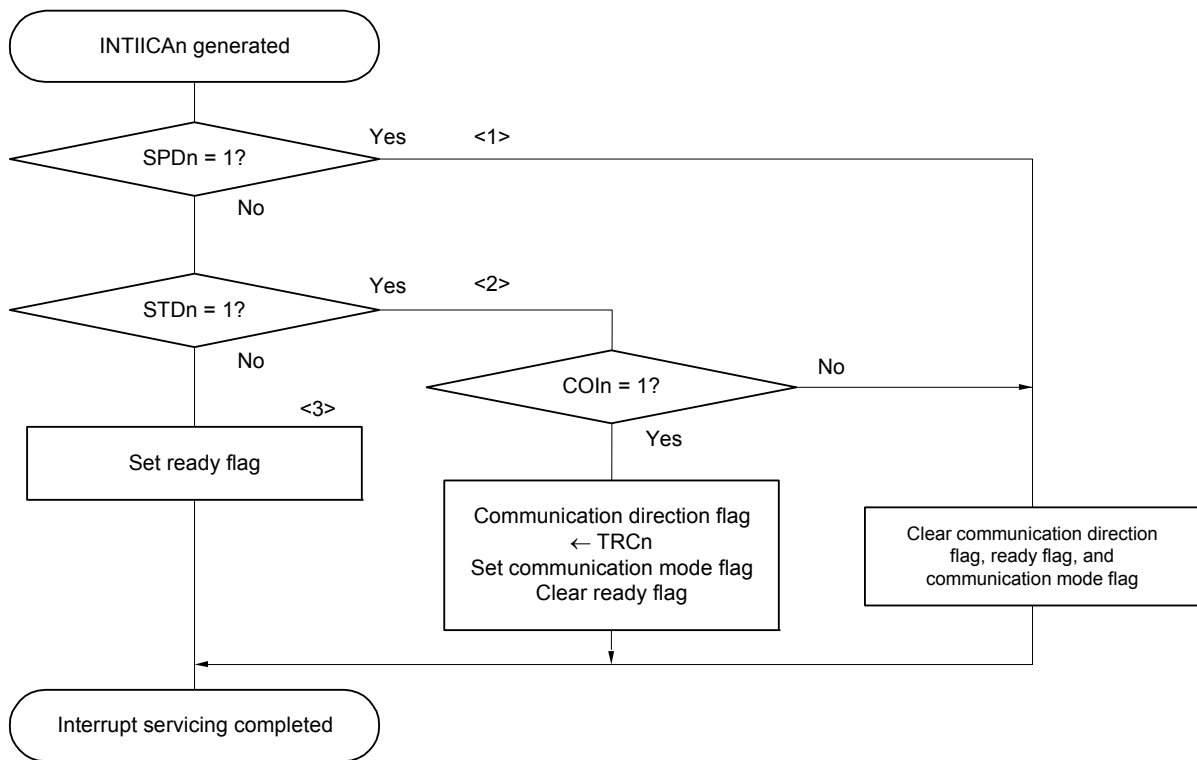 INTIICAn generated
Yes
<1>
SPDn = 1?
No
Yes
<2>
STDn = 1?
No
No
COIn = 1?
<3>
Yes
Set ready flag
Communication direction flag
← TRCn
Set communication mode flag
Clear ready flag
Clear communication direction
flag, ready flag, and
communication mode flag
Interrupt servicing completed